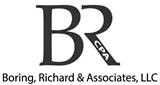 BR
CPA
Boring, Richard & Associates, LLC